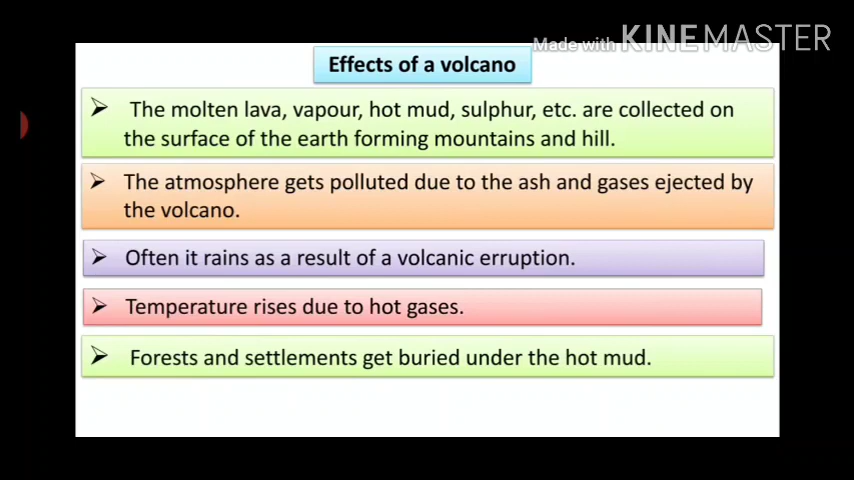 Made with KINEMASTER
Effects of a volcano
➢ The molten lava, vapour, hot mud, sulphur, etc. are collected on
the surface of the earth forming mountains and hill.
➢ The atmosphere gets polluted due to the ash and gases ejected by
the volcano.
➢ Often it rains as a result of a volcanic erruption.
➢ Temperature rises due to hot gases.
➢ Forests and settlements get buried under the hot mud.